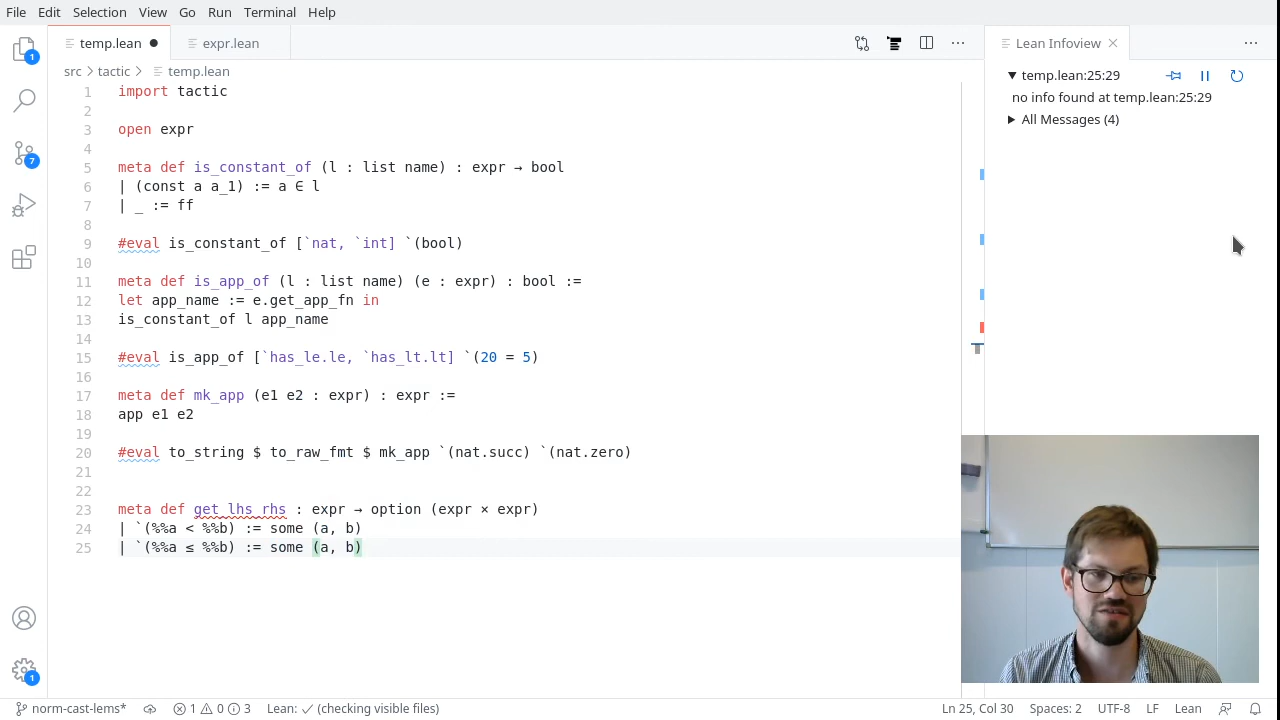 File Edit Selection View Go Run Terminal Help
temp.lean
expr.lean
Lean Infoview
src
tactic
temp.lean
temp.lean:25:29
no info found at temp.lean:25:29
All Messages (4)
1
1 import tactic
2
3 open expr
4
5 meta def is_constant_of (l : list name) : expr → bool
6 | (const a a_1) := a ∈ l
7 | _ := ff
7
8
9 #eval is_constant_of [`nat, `int] `(bool)
10
11 meta def is_app_of (l : list name) (e : expr) : bool :=
12 let app_name := e.get_app_fn in
13 is_constant_of l app_name
14
15 #eval is_app_of [`has_le.le, `has_lt.lt] `(20 = 5)
16
17 meta def mk_app (e1 e2 : expr) : expr :=
18 app e1 e2
19
20 #eval to_string $ to_raw_fmt $ mk_app `(nat.succ) `(nat.zero)
21
22
23 meta def get_lhs_rhs : expr → option (expr × expr)
24 | `(%%a < %%b) := some (a, b)
25 | `(%%a ≤ %%b) := some (a, b)
1
norm-cast-lems*
1 0 3
Lean: ✓ (checking visible files)
Ln 25, Col 30
Spaces: 2
UTF-8
LF
Lean